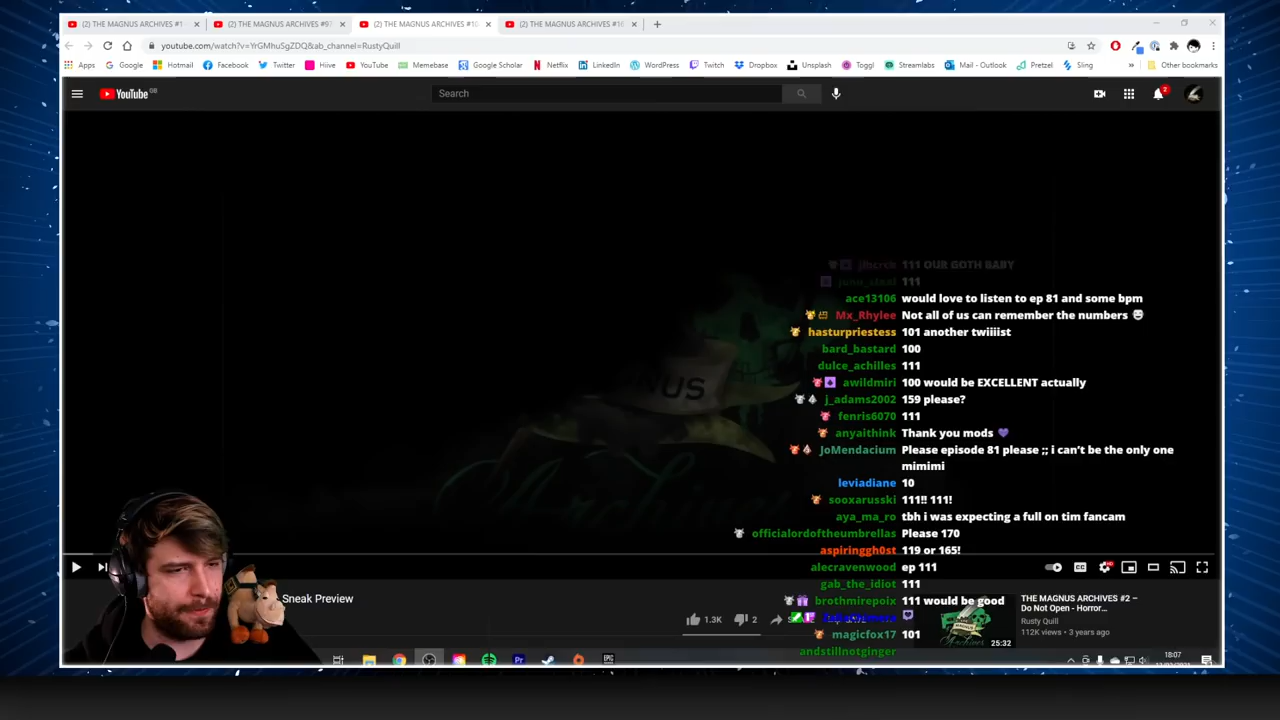 (2) THE MAGNUS ARCHIVES #1
(2) THE MAGNUS ARCHIVES #9
(2) THE MAGNUS ARCHIVES #10
(2) THE MAGNUS ARCHIVES #16
youtube.com/watch?v=YrGMhuSgZDQ&ab_channel=RustyQuill
Apps Google Hotmail Facebook Twitter Hive YouTube Memebase Google Scholar Netflix LinkedIn WordPress Twitch Dropbox Unsplash Toggl Streamlabs Mail - Outlook Pretzel Sling » Other bookmarks
YouTube GB
Search
2
111 OUR GOTH BABY
111
ace13106 would love to listen to ep 81 and some bpm
Mx_Rhylee Not all of us can remember the numbers
hasturpriestess 101 another twiiiist
bard_bastard 100
dulce_achilles 111
awildmiri 100 would be EXCELLENT actually
j_adams2002 159 please?
fenris6070 111
anyaithink Thank you mods
JoMendacium Please episode 81 please ;; i can't be the only one
mimimi
leviadiane 10
sooxarusski 111!! 111!
aya_ma_ro tbh i was expecting a full on tim fancam
officialordoftheumbrellas Please 170
aspiringgh0st 119 or 165!
alecravenwood ep 111
gab_the_idiot 111
brothmirepoix 111 would be good
magicfox17 101
andstillnotginger
NUS
Archives
Sneak Preview
1.3K 2
THE MAGNUS ARCHIVES #2 –
Do Not Open - Horror...
Rusty Quill
112K views • 3 years ago
25:32
Pr
EPIC
18:07